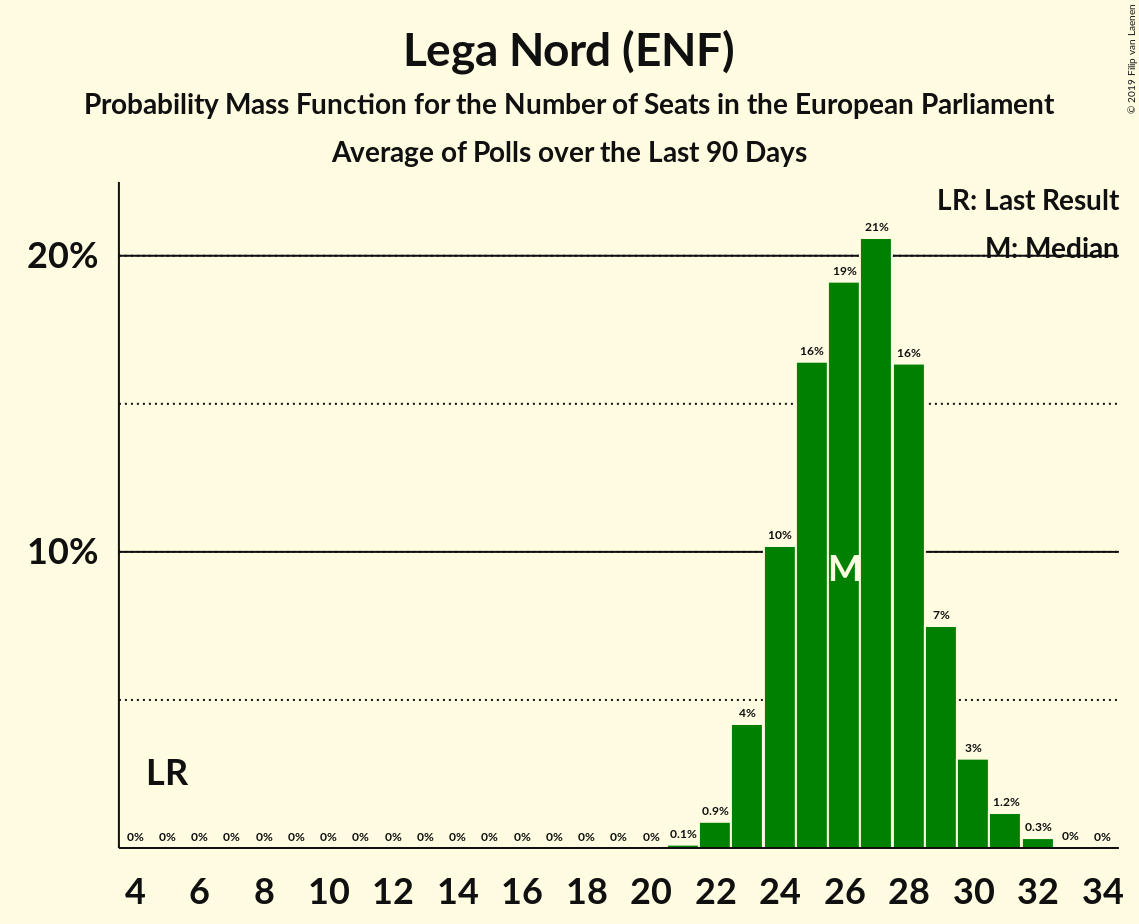 Lega Nord (ENF)
Probability Mass Function for the Number of Seats in the European Parliament
Average of Polls over the Last 90 Days
© 2019 Filip van Laenen
LR: Last Result
M: Median
20%
10%
0% 0% 0% 0% 0% 0% 0% 0% 0% 0% 0% 0% 0% 0% 0% 0% 0% 0.1% 0.9% 4% 10% 16% 19% 21% 16% 7% 3% 1.2% 0.3% 0% 0%
M
LR
4 6 8 10 12 14 16 18 20 22 24 26 28 30 32 34